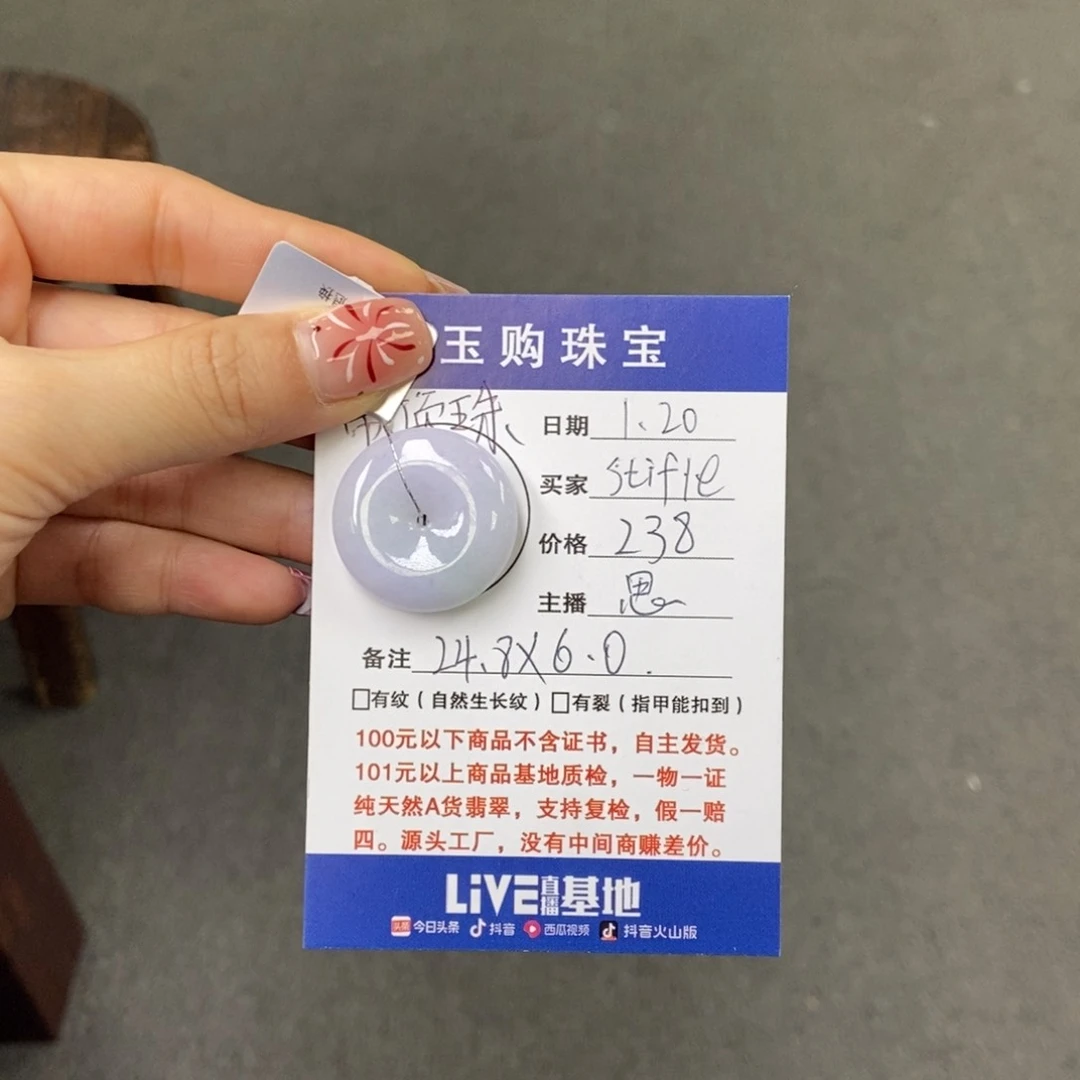 玉购珠宝
顶珠、
日期 1.20
买家 stifle
价格 238
主播 思
备注 24.8X6.0.
□有纹(自然生长纹)□有裂(指甲能扣到)
100元以下商品不含证书,自主发货。
101元以上商品基地质检,一物一证
纯天然A货翡翠,支持复检,假一赔
四。源头工厂,没有中间商赚差价。
LiVE直播基地
头条 今日头条 抖音 西瓜视频 抖音火山版